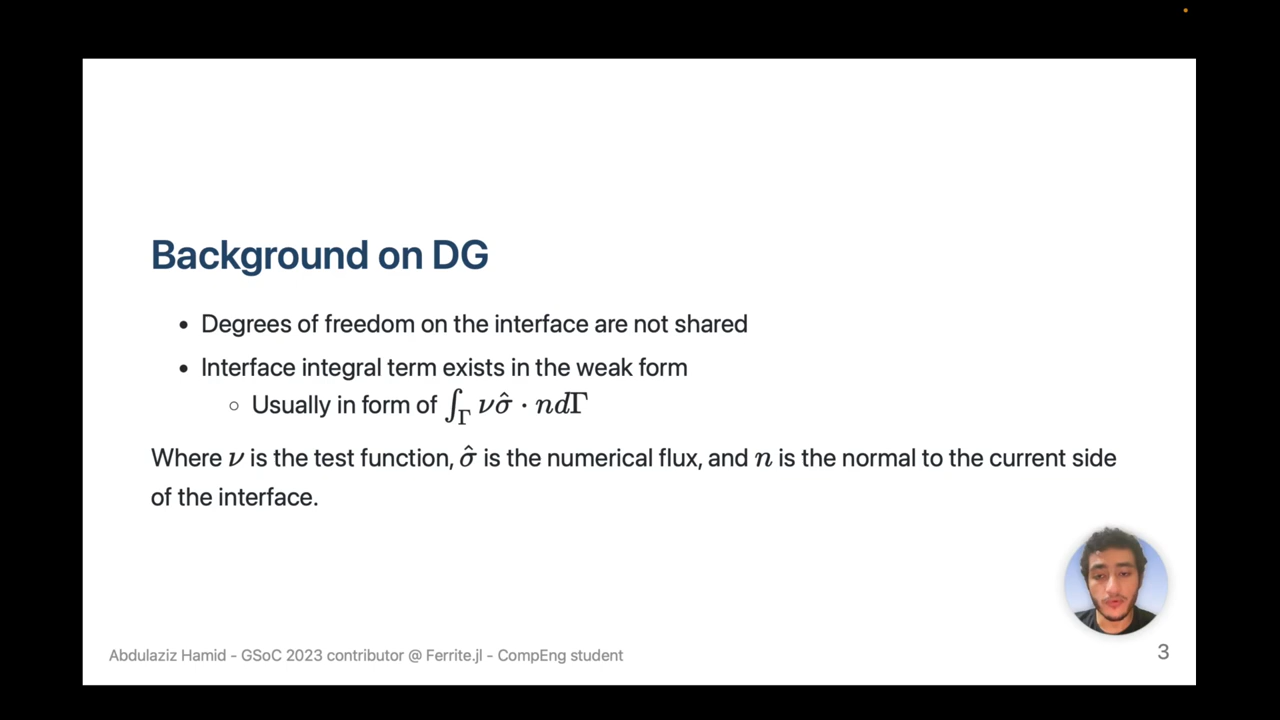 Background on DG
• Degrees of freedom on the interface are not shared
• Interface integral term exists in the weak form
◦ Usually in form of ∫_Γ ν σ̂ · n dΓ
Where ν is the test function, σ̂ is the numerical flux, and n is the normal to the current side
of the interface.
Abdulaziz Hamid - GSoC 2023 contributor @ Ferrite.jl - CompEng student
3